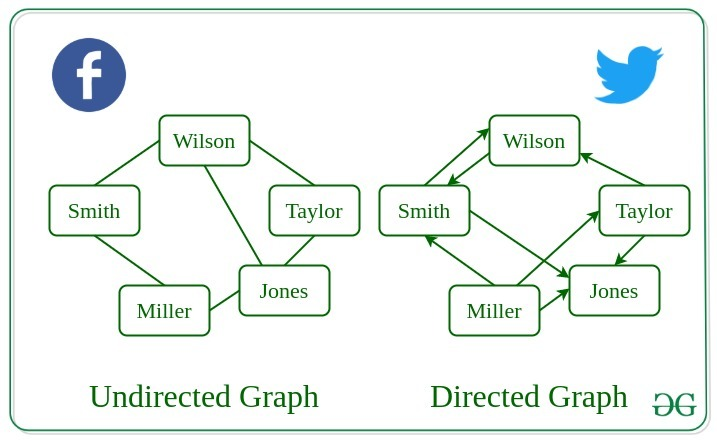 Wilson
Smith
Taylor
Jones
Miller
Undirected Graph
Wilson
Smith
Taylor
Jones
Miller
Directed Graph